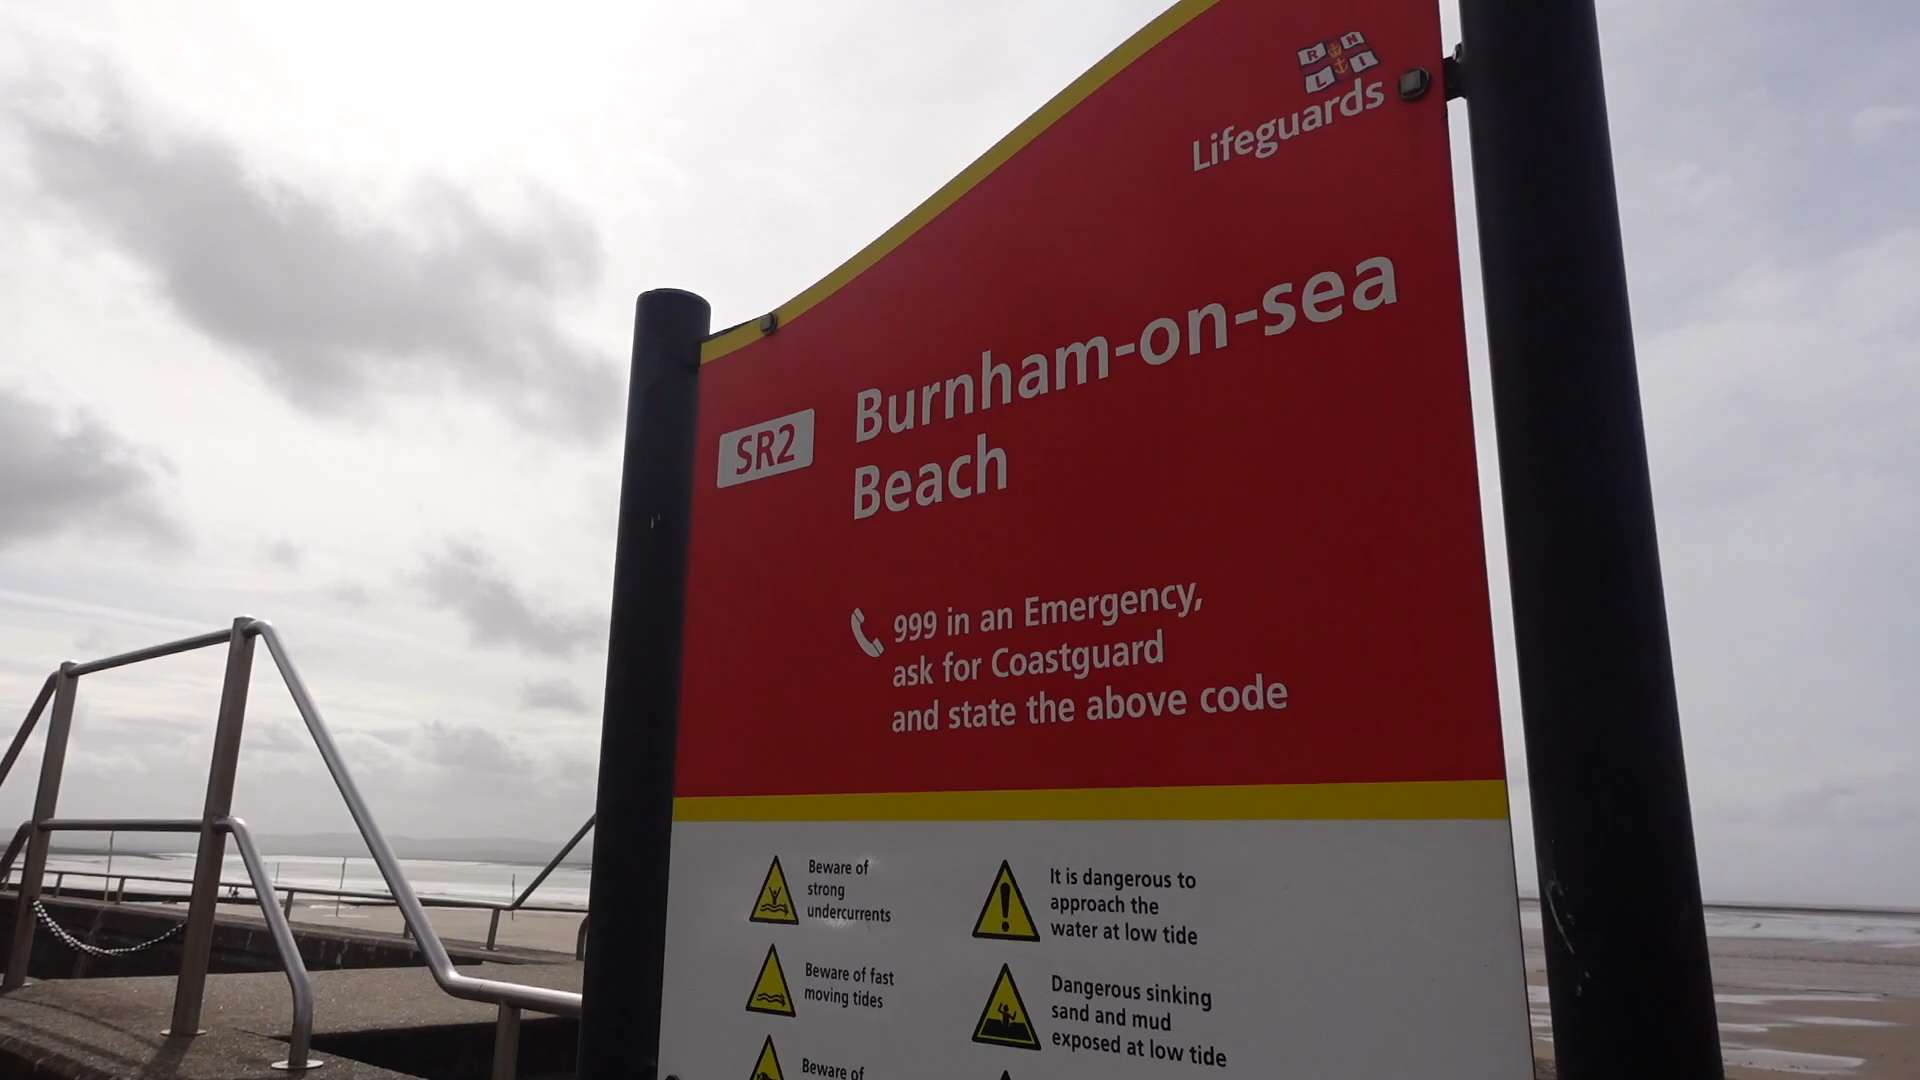 RNLI
Lifeguards
SR2
Burnham-on-sea
Beach
999 in an Emergency,
ask for Coastguard
and state the above code
Beware of
strong
undercurrents
Beware of fast
moving tides
Beware of
It is dangerous to
approach the
water at low tide
Dangerous sinking
sand and mud
exposed at low tide